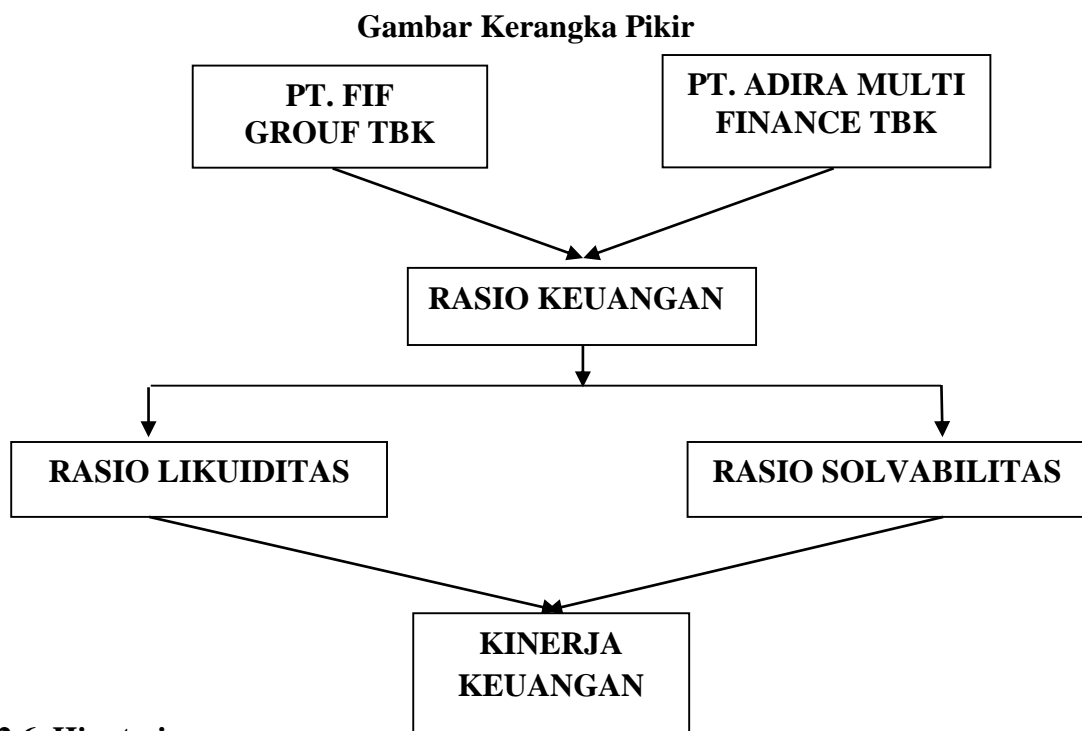 Gambar Kerangka Pikir
PT. FIF
GROUF TBK
PT. ADIRA MULTI
FINANCE TBK
RASIO KEUANGAN
RASIO LIKUIDITAS
RASIO SOLVABILITAS
KINERJA
KEUANGAN